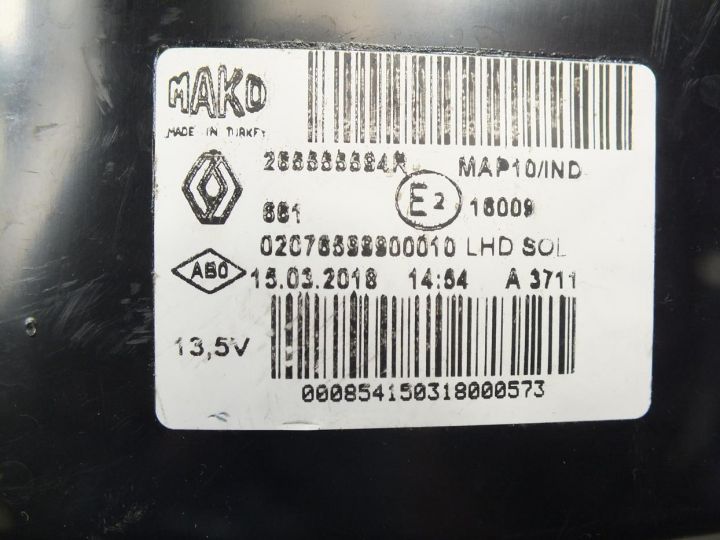 MAKO
MADE IN TURKEY
MAP10/IND
E2
LHD SOL
ABO
15.03.2018 14:54 A 3711
13,5V
000854150318000573